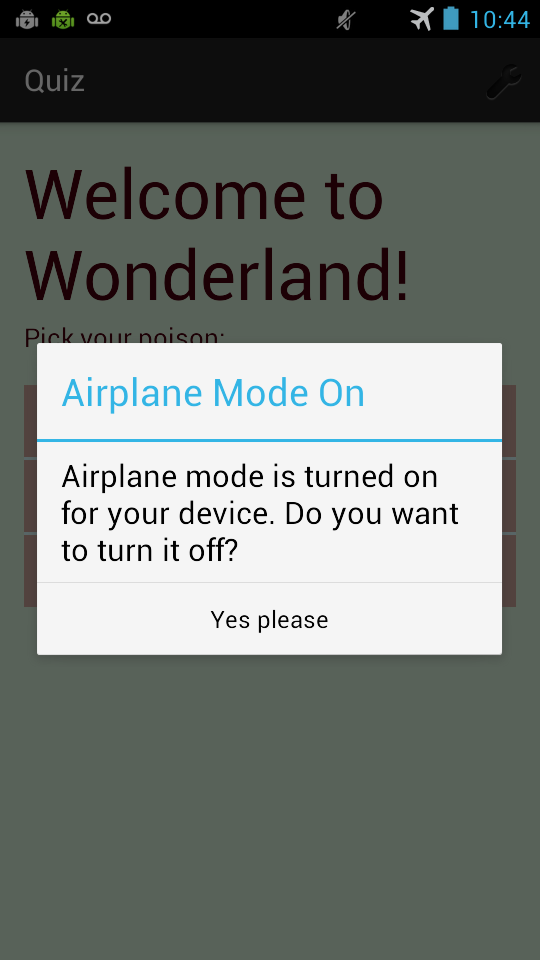 10:44
Quiz
Welcome to
Wonderland!
Pick your poison:
Airplane Mode On
Airplane mode is turned on
for your device. Do you want
to turn it off?
Yes please